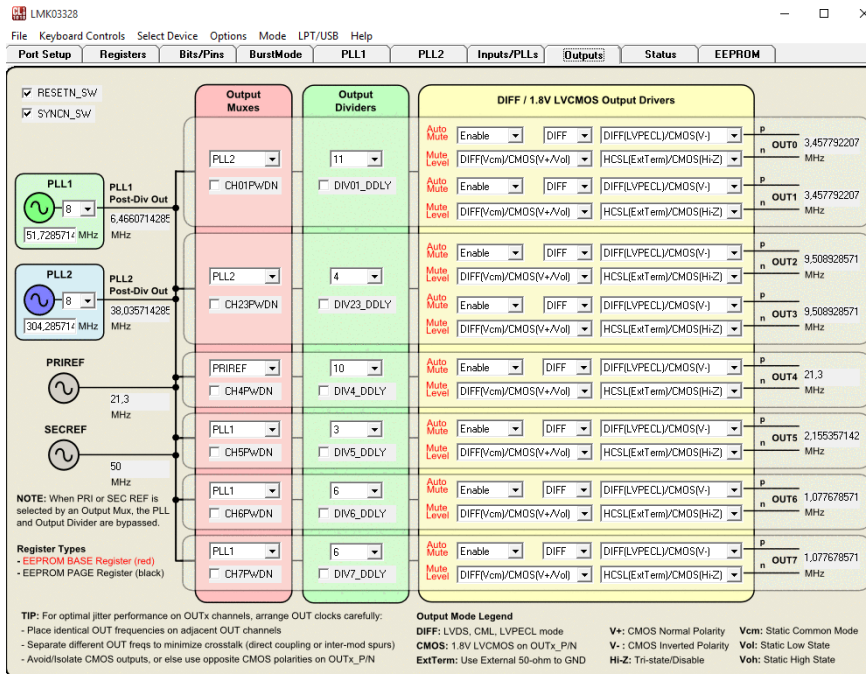 LMK03328
File Keyboard Controls Select Device Options Mode LPT/USB Help
Port Setup Registers Bits/Pins BurstMode PLL1 PLL2 Inputs/PLLs Outputs Status EEPROM
RESETN_SW
SYNCN_SW
Output Muxes
Output Dividers
DIFF / 1.8V LVCMOS Output Drivers
PLL1
8
51,7285714 MHz
PLL1 Post-Div Out
6,4660714285
MHz
PLL2
8
304,285714 MHz
PLL2 Post-Div Out
38,035714285
MHz
PRIREF
21,3
MHz
SECREF
50
MHz
NOTE: When PRI or SEC REF is
selected by an Output Mux, the PLL
and Output Divider are bypassed.
Register Types
- EEPROM BASE Register (red)
- EEPROM PAGE Register (black)
PLL2
CH01PWDN
11
DIV01_DDLY
Auto Mute Enable DIFF DIFF(LVPECL)/CMOS(V-)
Mute Level DIFF(Vcm)/CMOS(V+/Vol) HCSL(ExtTerm)/CMOS(Hi-Z)
p n OUT0 3,457792207 MHz
Auto Mute Enable DIFF DIFF(LVPECL)/CMOS(V-)
Mute Level DIFF(Vcm)/CMOS(V+/Vol) HCSL(ExtTerm)/CMOS(Hi-Z)
p n OUT1 3,457792207 MHz
PLL2
CH23PWDN
4
DIV23_DDLY
Auto Mute Enable DIFF DIFF(LVPECL)/CMOS(V-)
Mute Level DIFF(Vcm)/CMOS(V+/Vol) HCSL(ExtTerm)/CMOS(Hi-Z)
p n OUT2 9,508928571 MHz
Auto Mute Enable DIFF DIFF(LVPECL)/CMOS(V-)
Mute Level DIFF(Vcm)/CMOS(V+/Vol) HCSL(ExtTerm)/CMOS(Hi-Z)
p n OUT3 9,508928571 MHz
PRIREF
CH4PWDN
10
DIV4_DDLY
Auto Mute Enable DIFF DIFF(LVPECL)/CMOS(V-)
Mute Level DIFF(Vcm)/CMOS(V+/Vol) HCSL(ExtTerm)/CMOS(Hi-Z)
p n OUT4 21,3 MHz
PLL1
CH5PWDN
3
DIV5_DDLY
Auto Mute Enable DIFF DIFF(LVPECL)/CMOS(V-)
Mute Level DIFF(Vcm)/CMOS(V+/Vol) HCSL(ExtTerm)/CMOS(Hi-Z)
p n OUT5 2,155357142 MHz
PLL1
CH6PWDN
6
DIV6_DDLY
Auto Mute Enable DIFF DIFF(LVPECL)/CMOS(V-)
Mute Level DIFF(Vcm)/CMOS(V+/Vol) HCSL(ExtTerm)/CMOS(Hi-Z)
p n OUT6 1,077678571 MHz
PLL1
CH7PWDN
6
DIV7_DDLY
Auto Mute Enable DIFF DIFF(LVPECL)/CMOS(V-)
Mute Level DIFF(Vcm)/CMOS(V+/Vol) HCSL(ExtTerm)/CMOS(Hi-Z)
p n OUT7 1,077678571 MHz
TIP: For optimal jitter performance on OUTx channels, arrange OUT clocks carefully:
- Place identical OUT frequencies on adjacent OUT channels
- Separate different OUT freqs to minimize crosstalk (direct coupling or inter-mod spurs)
- Avoid/Isolate CMOS outputs, or else use opposite CMOS polarities on OUTx_P/N
Output Mode Legend
DIFF: LVDS, CML, LVPECL mode V+: CMOS Normal Polarity Vcm: Static Common Mode
CMOS: 1.8V LVCMOS on OUTx_P/N V- : CMOS Inverted Polarity Vol: Static Low State
ExtTerm: Use External 50-ohm to GND Hi-Z: Tri-state/Disable Voh: Static High State